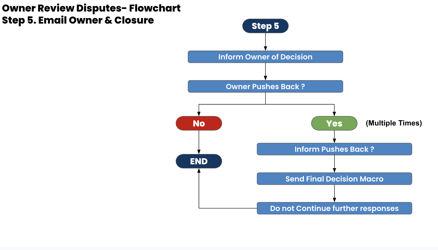 Owner Review Disputes- Flowchart
Step 5. Email Owner & Closure
Step 5
Inform Owner of Decision
Owner Pushes Back ?
No
Yes
(Multiple Times)
Inform Pushes Back ?
END
Send Final Decision Macro
Do not Continue further responses